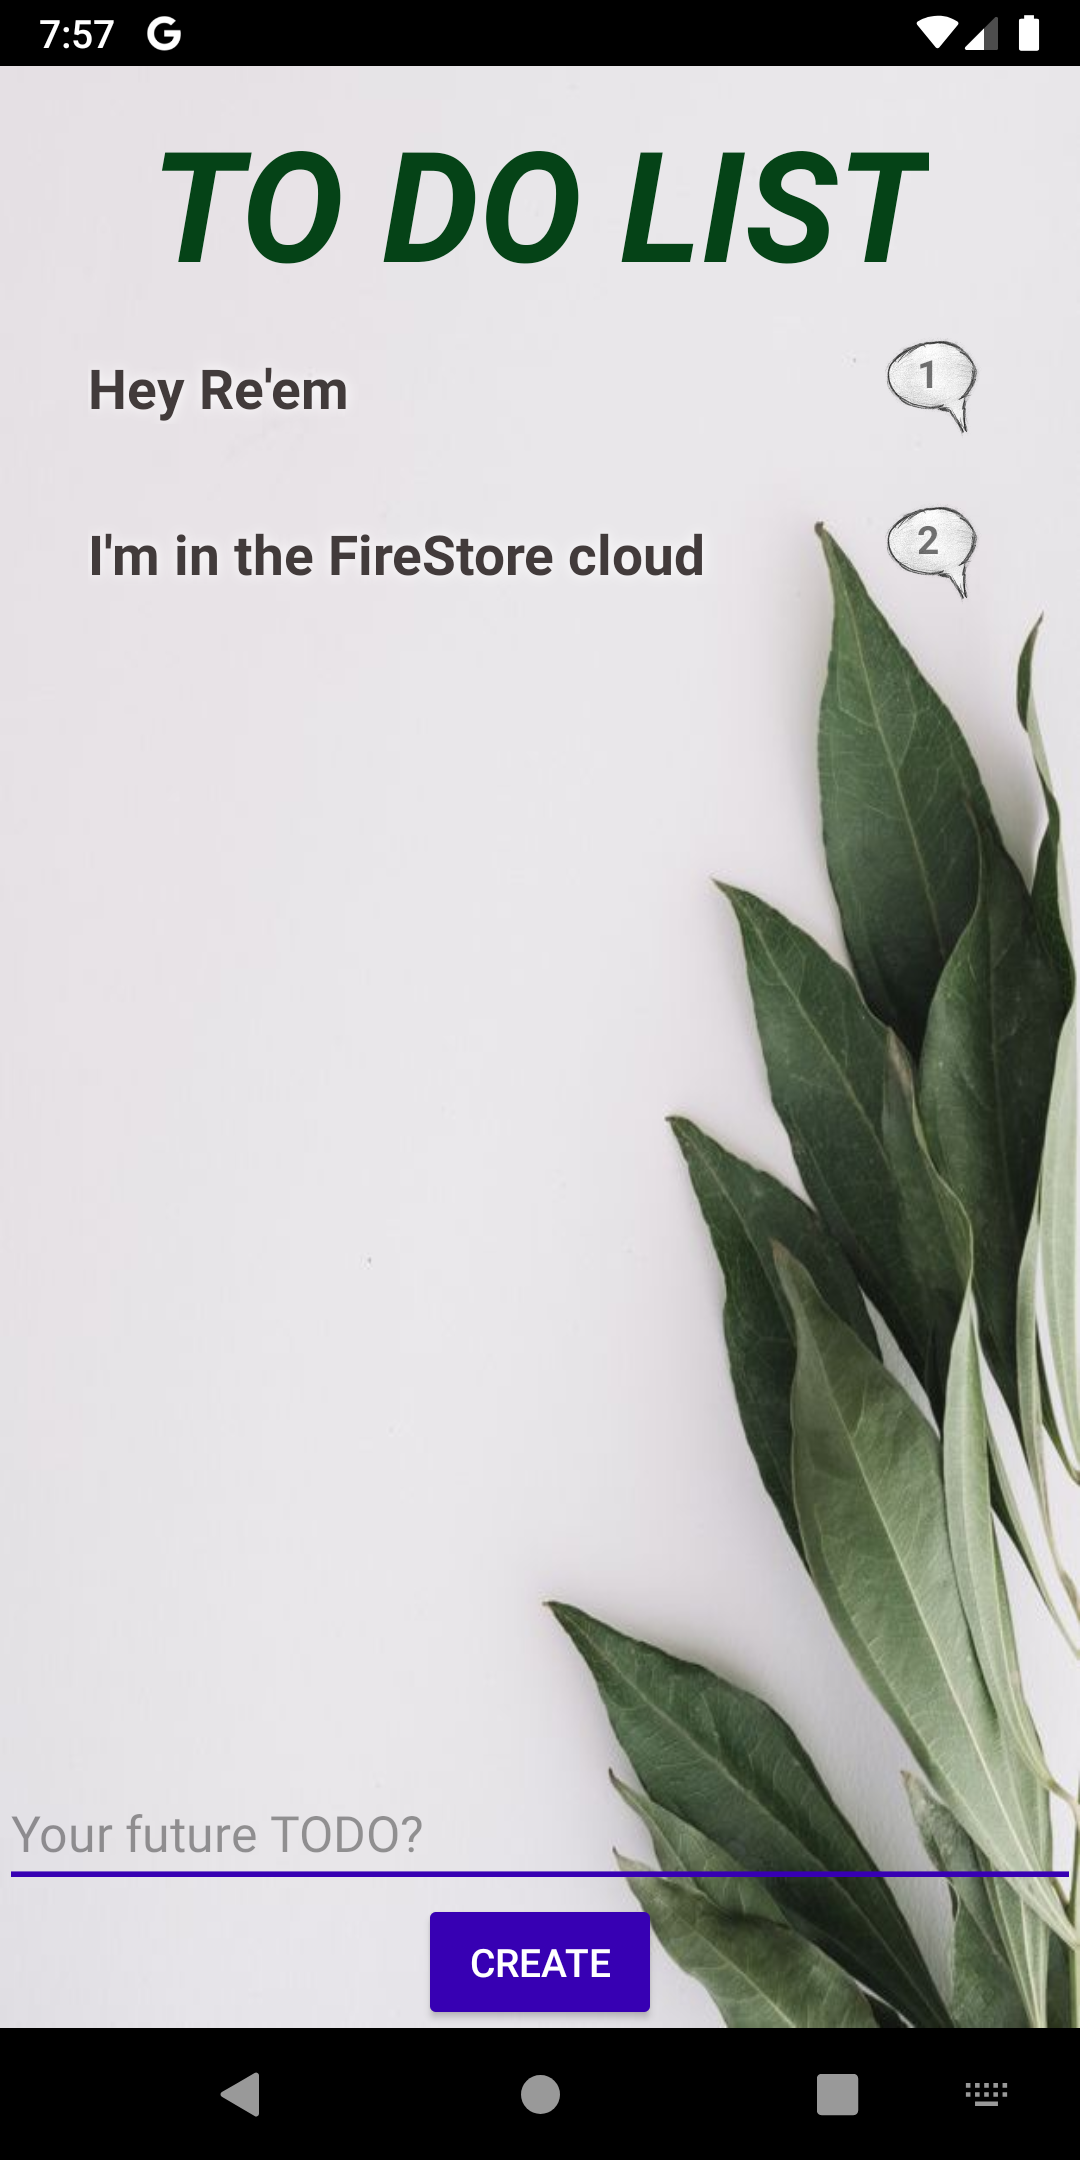 7:57 G
TO DO LIST
Hey Re'em 1
I'm in the FireStore cloud 2
Your future TODO?
CREATE